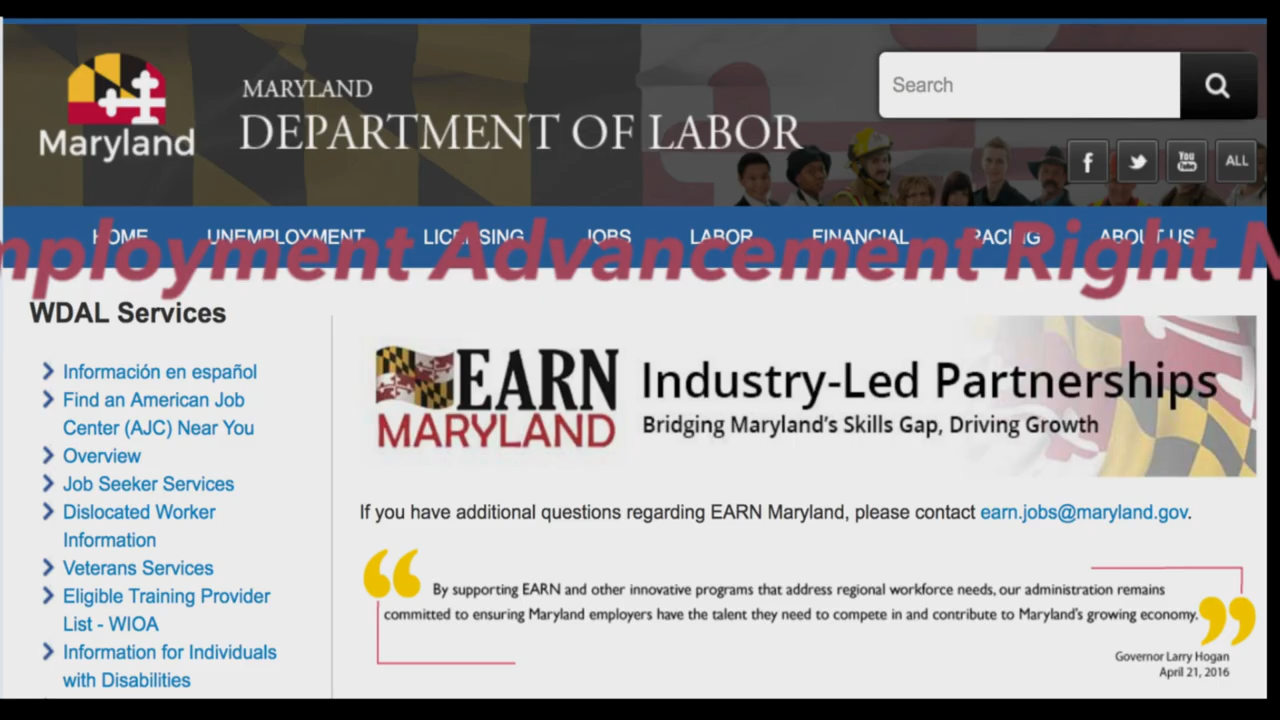 Maryland
MARYLAND
DEPARTMENT OF LABOR
Search
f
You
Tube
ALL
HOME UNEMPLOYMENT LICENSING JOBS LABOR FINANCIAL RACING ABOUT US
mployment Advancement Right
WDAL Services
Información en español
Find an American Job
Center (AJC) Near You
Overview
Job Seeker Services
Dislocated Worker
Information
Veterans Services
Eligible Training Provider
List - WIOA
Information for Individuals
with Disabilities
EARN
MARYLAND
Industry-Led Partnerships
Bridging Maryland's Skills Gap, Driving Growth
If you have additional questions regarding EARN Maryland, please contact earn.jobs@maryland.gov.
“ By supporting EARN and other innovative programs that address regional workforce needs, our administration remains
committed to ensuring Maryland employers have the talent they need to compete in and contribute to Maryland's growing economy. ”
Governor Larry Hogan
April 21, 2016